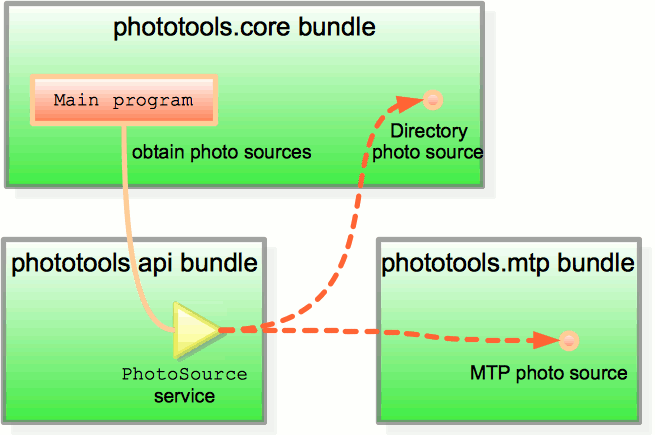 phototools.core bundle
Main program
obtain photo sources
Directory
photo source
phototools.api bundle
PhotoSource
service
phototools.mtp bundle
MTP photo source